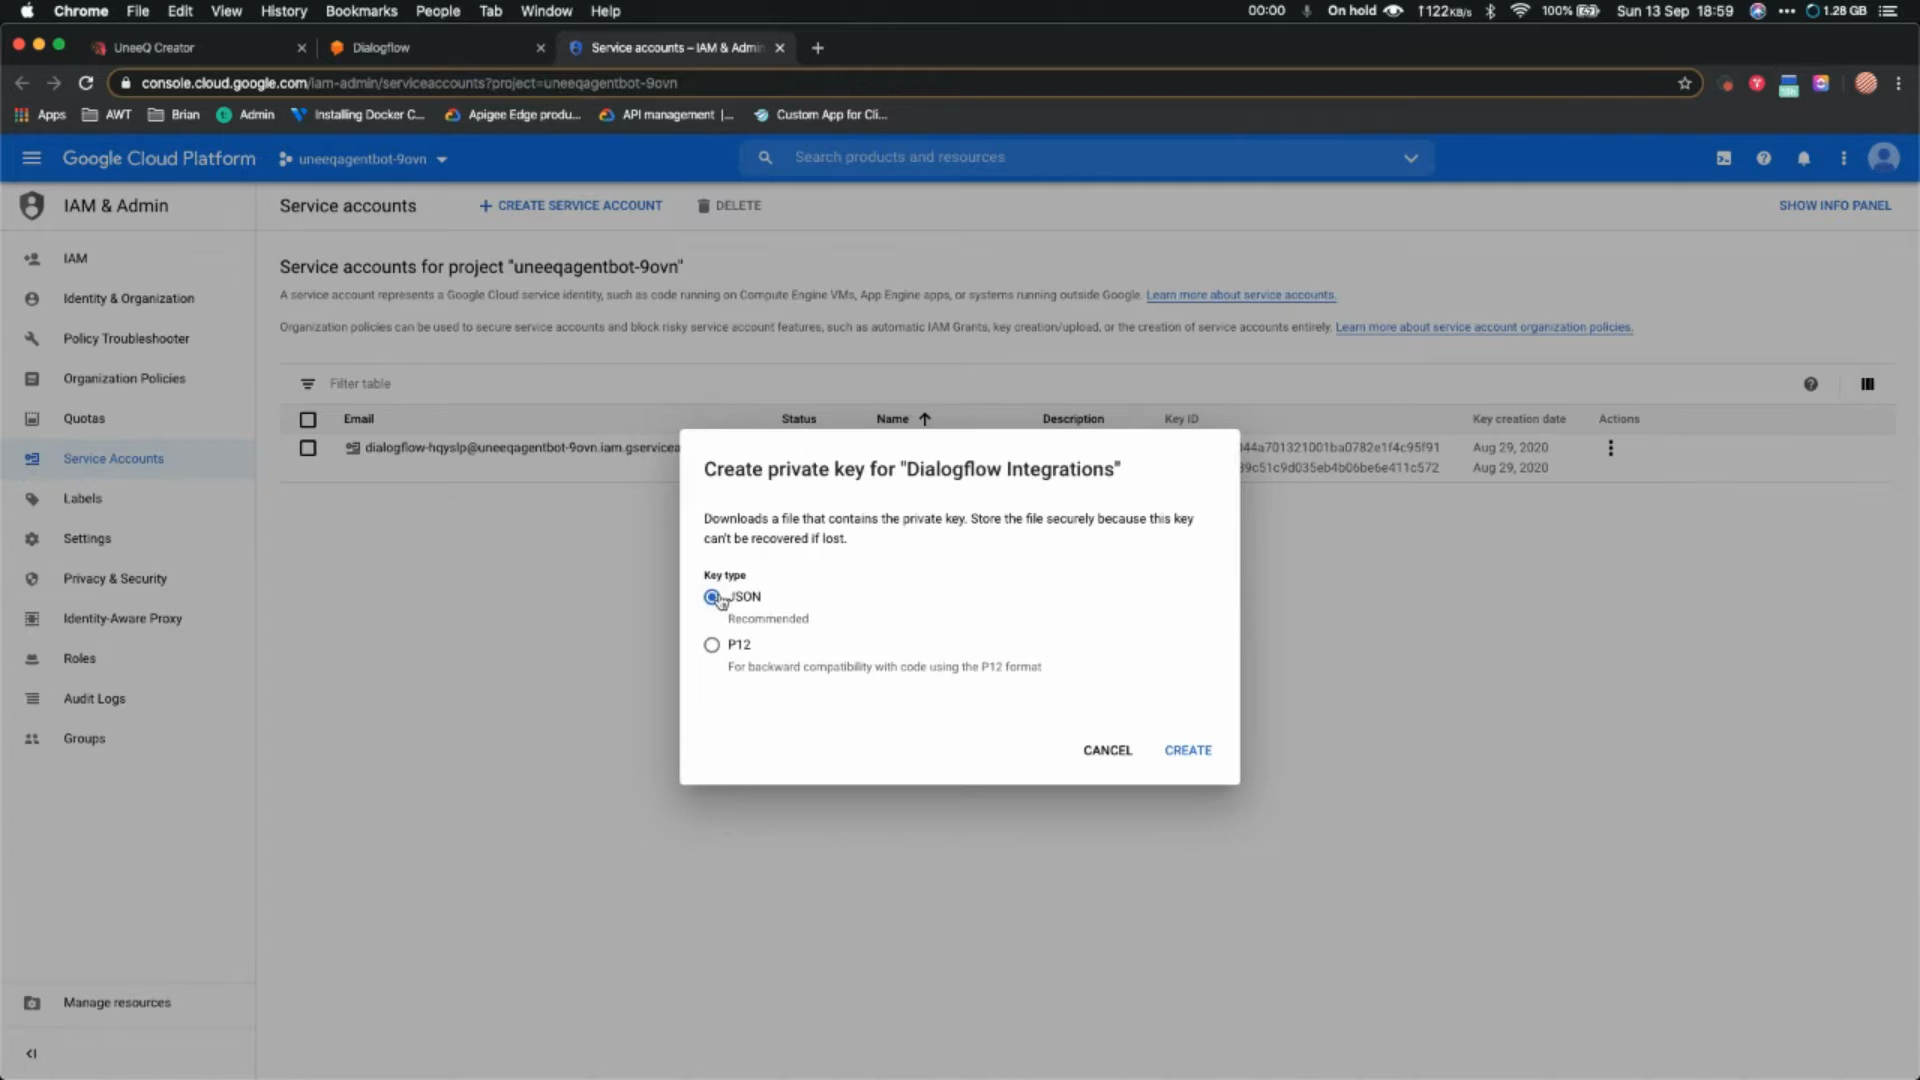 Chrome File Edit View History Bookmarks People Tab Window Help 00:00 On hold ↑122KB/s 100% Sun 13 Sep 18:59 ••• 1.28 GB
UneeQ Creator Dialogflow Service accounts – IAM & Admin
console.cloud.google.com/iam-admin/serviceaccounts?project=uneeqagentbot-9ovn
Apps AWT Brian Admin Installing Docker C... Apigee Edge produ... API management |... Custom App for Cli...
Google Cloud Platform uneeqagentbot-9ovn Search products and resources
IAM & Admin Service accounts + CREATE SERVICE ACCOUNT DELETE SHOW INFO PANEL
IAM
Identity & Organization
Policy Troubleshooter
Organization Policies
Quotas
Service Accounts
Labels
Settings
Privacy & Security
Identity-Aware Proxy
Roles
Audit Logs
Groups
Manage resources
Service accounts for project "uneeqagentbot-9ovn"
A service account represents a Google Cloud service identity, such as code running on Compute Engine VMs, App Engine apps, or systems running outside Google. Learn more about service accounts.
Organization policies can be used to secure service accounts and block risky service account features, such as automatic IAM Grants, key creation/upload, or the creation of service accounts entirely. Learn more about service account organization policies.
Filter table
Email Status Name Description Key ID Key creation date Actions
dialogflow-hqyslp@uneeqagentbot-9ovn.iam.gservicea 44a701321001ba0782e1f4c95f91 Aug 29, 2020
9c51c9d035eb4b06be6e411c572 Aug 29, 2020
Create private key for "Dialogflow Integrations"
Downloads a file that contains the private key. Store the file securely because this key
can't be recovered if lost.
Key type
JSON
Recommended
P12
For backward compatibility with code using the P12 format
CANCEL CREATE